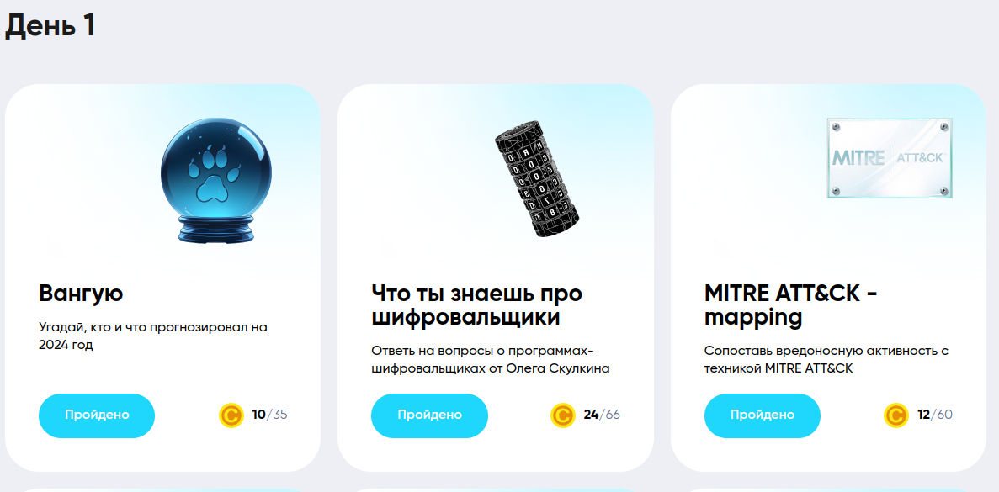 День 1
MITRE ATT&CK
Вангую
Угадай, кто и что прогнозировал на
2024 год
Пройдено
10/35
Что ты знаешь про
шифровальщики
Ответь на вопросы о программах-
шифровальщиках от Олега Скулкина
Пройдено
24/66
MITRE ATT&CK -
mapping
Сопоставь вредоносную активность с
техникой MITRE ATT&CK
Пройдено
12/60